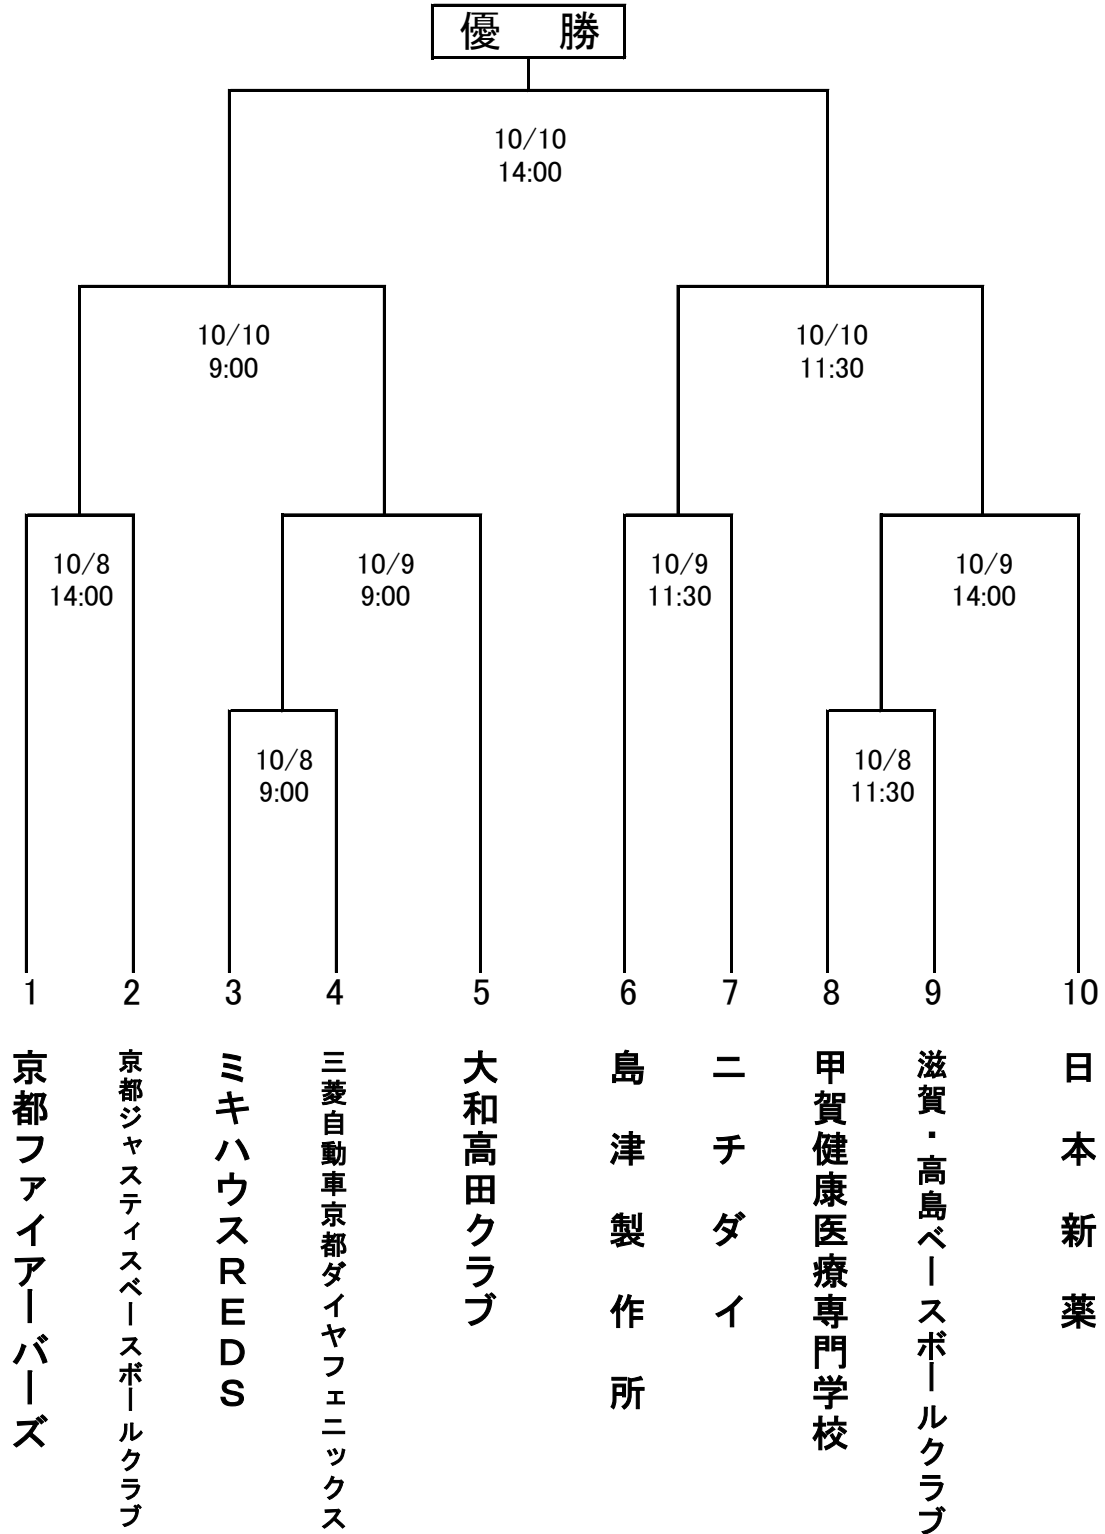 優　勝
10/10
14:00
10/10
9:00
10/10
11:30
10/8
14:00
10/9
9:00
10/9
11:30
10/9
14:00
10/8
9:00
10/8
11:30
1
2
3
4
5
6
7
8
9
10
京都ファイアーバーズ
京都ジャスティスベースボールクラブ
ミキハウスＲＥＤＳ
三菱自動車京都ダイヤフェニックス
大和高田クラブ
島津製作所
ニチダイ
甲賀健康医療専門学校
滋賀・高島ベースボールクラブ
日本新薬